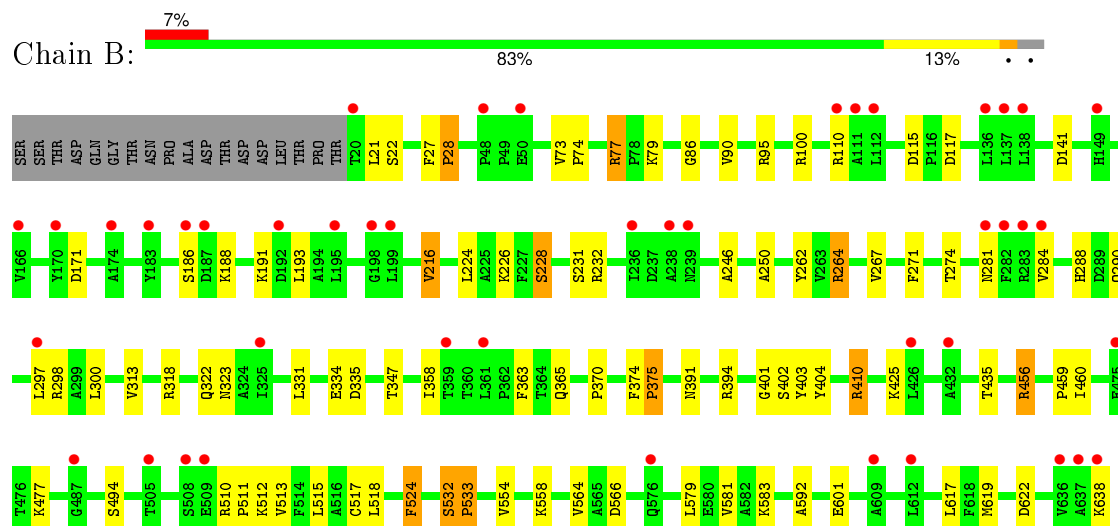 7%
Chain B:
83% 13% • •
SER SER THR ASP GLN GLY THR ASN PRO ALA ASP THR ASP ASP LEU THR PRO THR T20 L21 S22 F27 P28 P48 P49 E50 V73 P74 R77 P78 K79 G86 V90 R95 R100 R110 A111 L112 D115 P116 D117 L136 L137 L138 D141 H149
V166 Y170 D171 A174 Y183 S186 D187 K188 K191 D192 L193 A194 L195 G198 L199 V216 L224 A225 K226 F227 S228 S231 R232 I236 D237 A238 N239 A246 A250 Y262 V263 R264 V267 F271 T274 N281 F282 R283 V284 H288 D289
L297 R298 A299 L300 V313 R318 Q322 N323 A324 I325 L331 E334 D335 T347 I358 T359 T360 L361 P362 F363 T364 Q365 P370 F374 P375 N391 R394 G401 S402 Y403 Y404 R410 K425 L426 A432 T435 R456 P459 I460
T476 K477 G487 S494 T505 S508 E509 R510 P511 K512 V513 F514 L515 A516 C517 L518 F524 S532 P533 V554 K558 V564 A565 D566 Q576 L579 E580 V581 A582 K583 A592 E601 A609 L612 L617 F618 M619 D622 V636 A637 K638